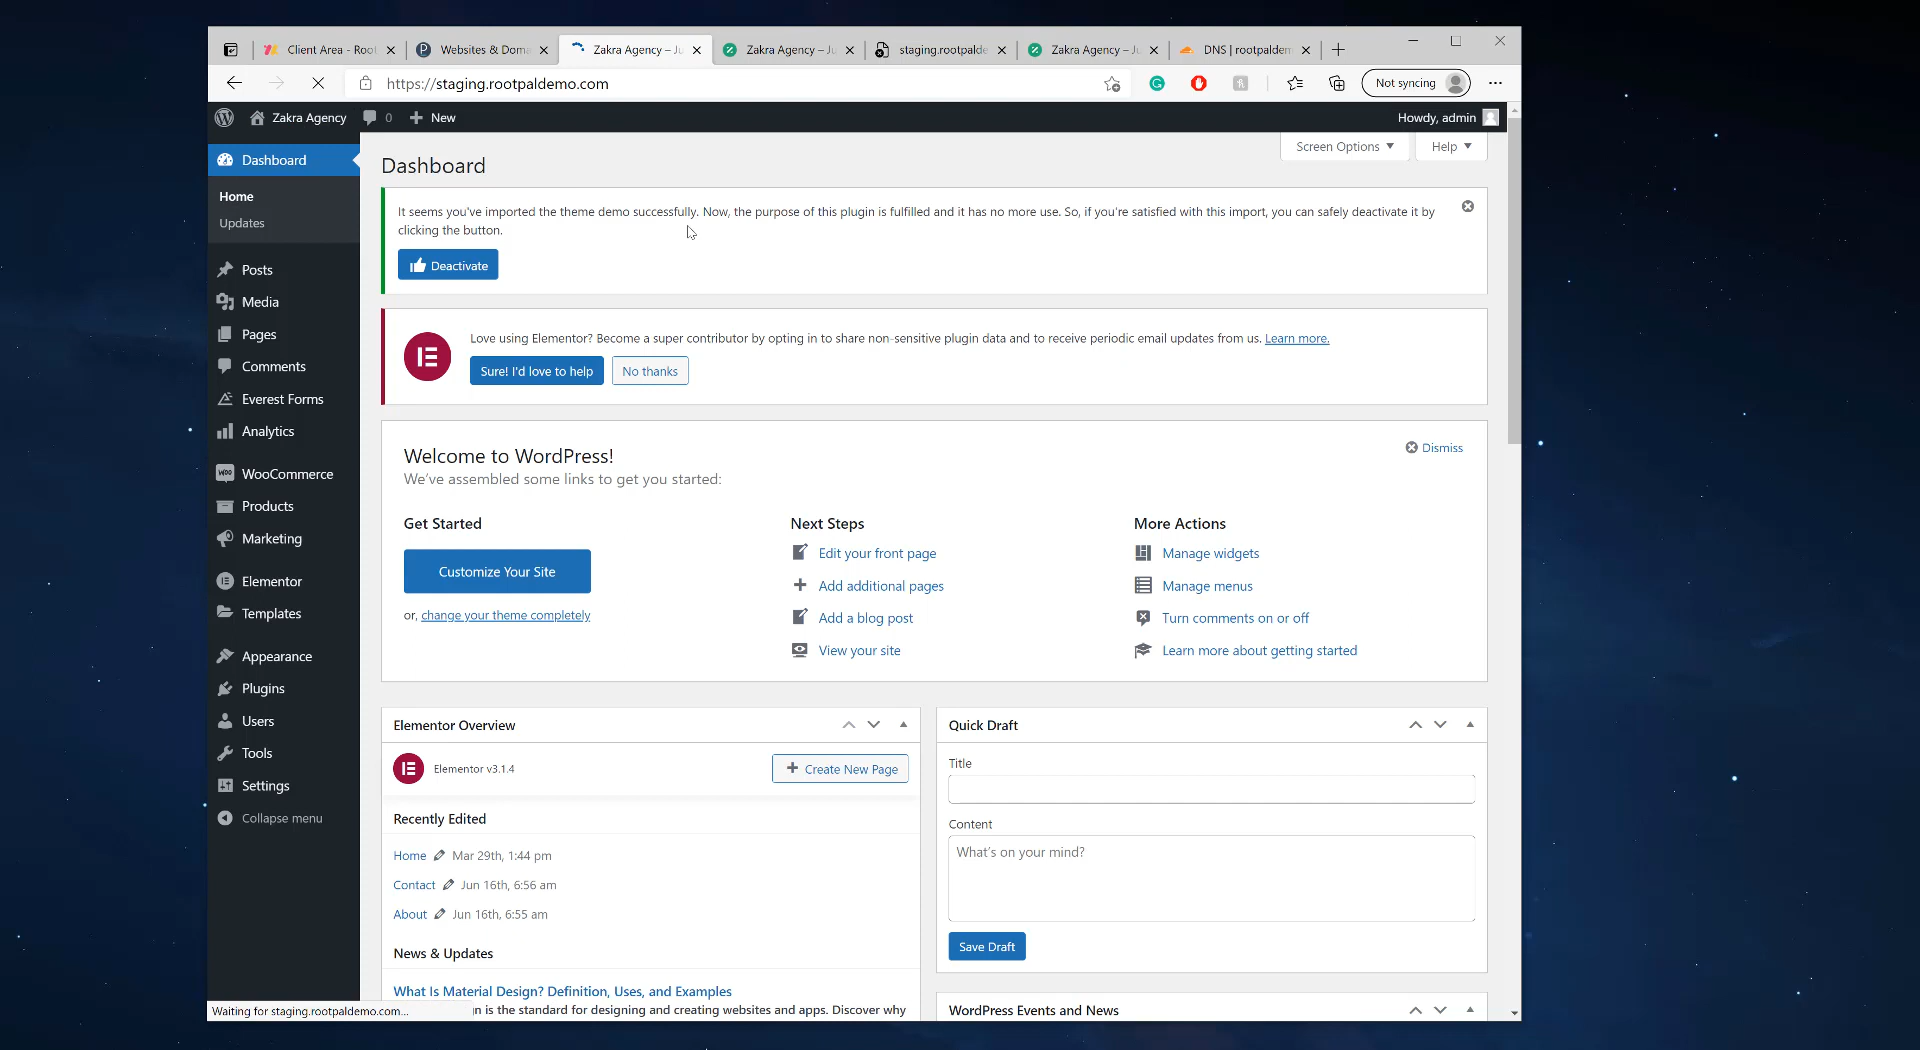 Client Area - Root
Websites & Doma
Zakra Agency – Ju
Zakra Agency – Ju
staging.rootpalde
Zakra Agency – Ju
DNS | rootpaldem
https://staging.rootpaldemo.com
Not syncing
Zakra Agency
0
New
Howdy, admin
Dashboard
Home
Updates
Posts
Media
Pages
Comments
Everest Forms
Analytics
WooCommerce
Products
Marketing
Elementor
Templates
Appearance
Plugins
Users
Tools
Settings
Collapse menu
Screen Options
Help
Dashboard
It seems you've imported the theme demo successfully. Now, the purpose of this plugin is fulfilled and it has no more use. So, if you're satisfied with this import, you can safely deactivate it by
clicking the button.
Deactivate
Love using Elementor? Become a super contributor by opting in to share non-sensitive plugin data and to receive periodic email updates from us. Learn more.
Sure! I'd love to help
No thanks
Welcome to WordPress!
Dismiss
We've assembled some links to get you started:
Get Started
Customize Your Site
or, change your theme completely
Next Steps
Edit your front page
Add additional pages
Add a blog post
View your site
More Actions
Manage widgets
Manage menus
Turn comments on or off
Learn more about getting started
Elementor Overview
Elementor v3.1.4
Create New Page
Recently Edited
Home Mar 29th, 1:44 pm
Contact Jun 16th, 6:56 am
About Jun 16th, 6:55 am
News & Updates
What Is Material Design? Definition, Uses, and Examples
n is the standard for designing and creating websites and apps. Discover why
Quick Draft
Title
Content
What's on your mind?
Save Draft
WordPress Events and News
Waiting for staging.rootpaldemo.com...